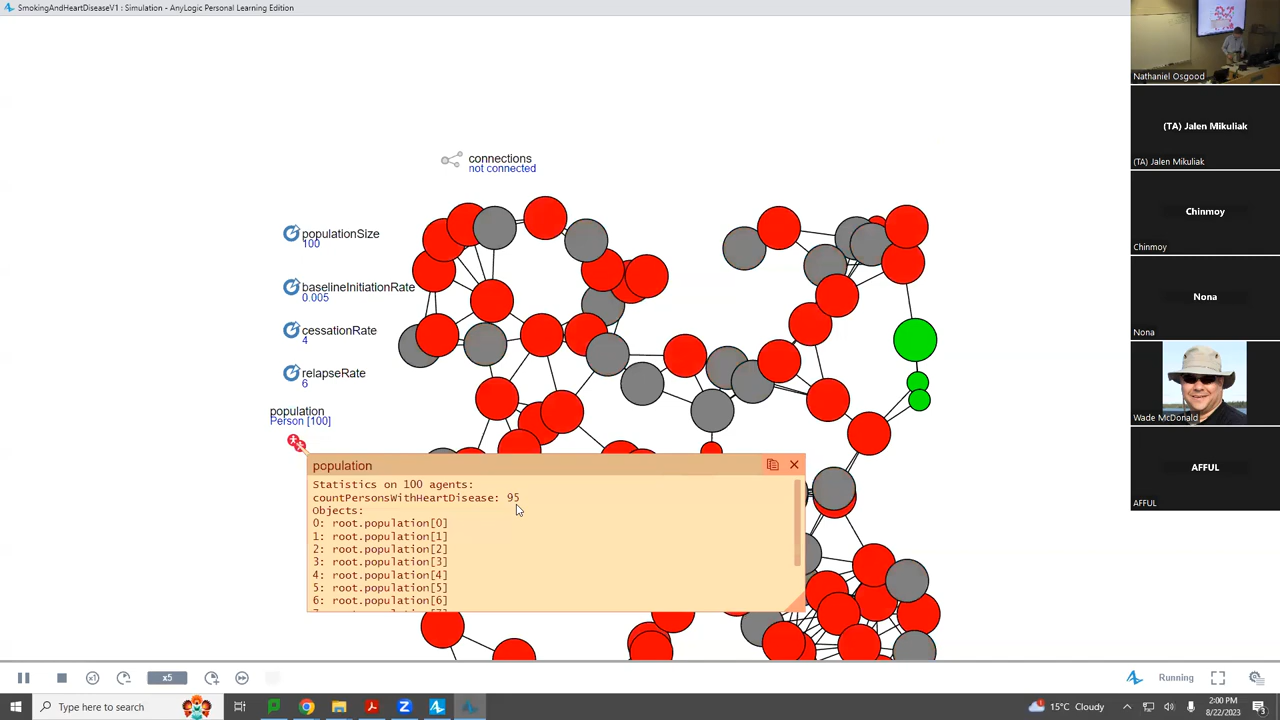 SmokingAndHeartDiseaseV1 : Simulation - AnyLogic Personal Learning Edition
connections
not connected
populationSize
100
baselineInitiationRate
0.005
cessationRate
4
relapseRate
6
population
Person [100]
population
Statistics on 100 agents:
countPersonsWithHeartDisease: 95
Objects:
0: root.population[0]
1: root.population[1]
2: root.population[2]
3: root.population[3]
4: root.population[4]
5: root.population[5]
6: root.population[6]
Nathaniel Osgood
(TA) Jalen Mikuliak
(TA) Jalen Mikuliak
Chinmoy
Chinmoy
Nona
Nona
Wade McDonald
AFFUL
AFFUL
x1
x5
Running
Type here to search
15°C Cloudy
2:00 PM
8/22/2023
3